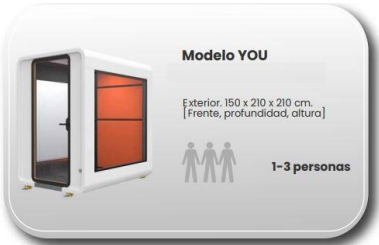 Modelo YOU
Exterior. 150 x 210 x 210 cm.
[Frente, profundidad, altura]
1-3 personas